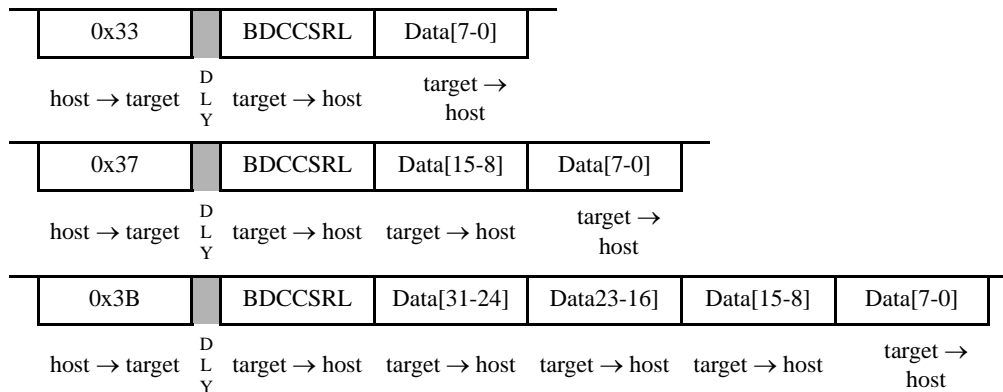 0x33 BDCCSRL Data[7-0]
host → target D L Y target → host target → host
0x37 BDCCSRL Data[15-8] Data[7-0]
host → target D L Y target → host target → host target → host
0x3B BDCCSRL Data[31-24] Data23-16] Data[15-8] Data[7-0]
host → target D L Y target → host target → host target → host target → host target → host